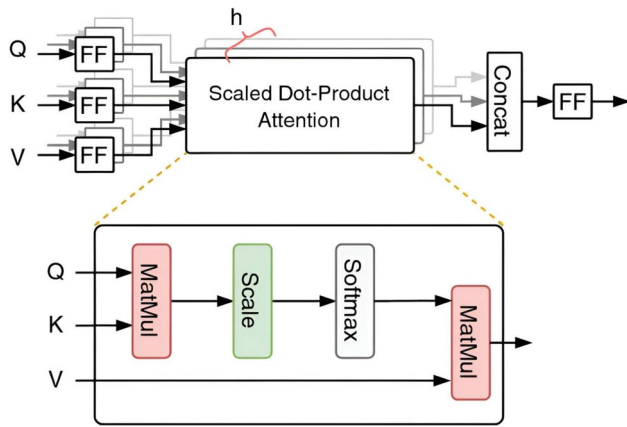 h
Q
FF
K
FF
V
FF
Scaled Dot-Product
Attention
Concat
FF
Q
K
V
MatMul
Scale
Softmax
MatMul